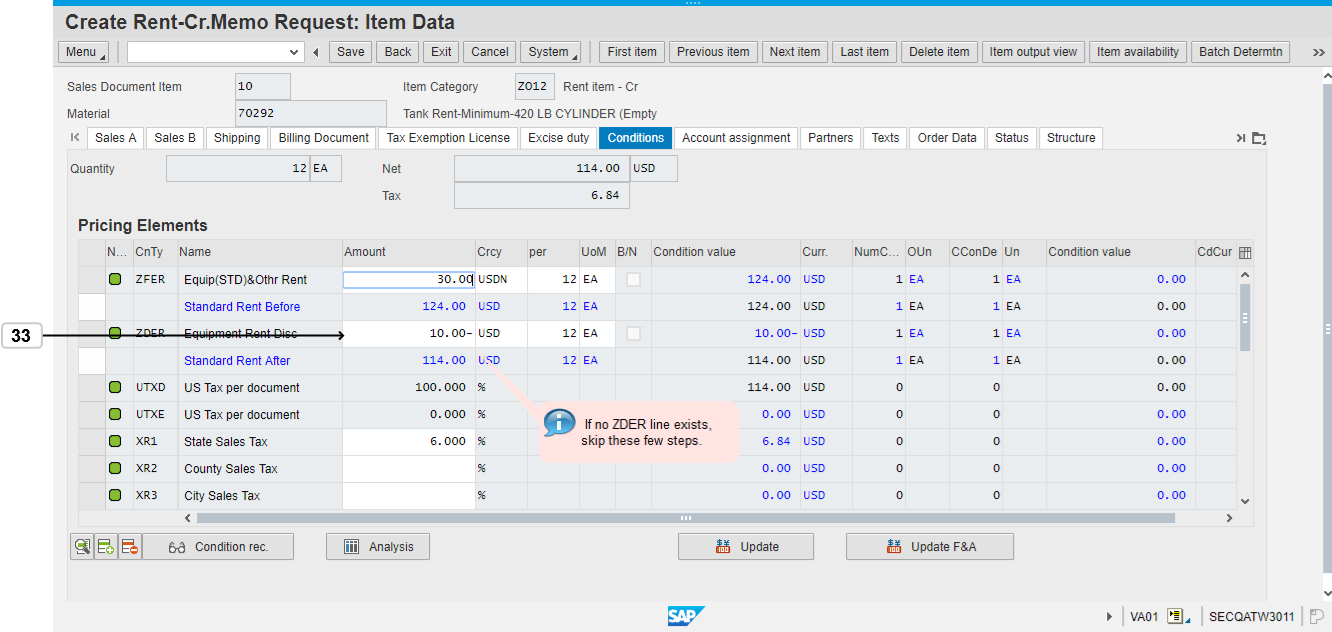 Create Rent-Cr.Memo Request: Item Data
Menu Save Back Exit Cancel System First item Previous item Next item Last item Delete item Item output view Item availability Batch Determtn
Sales Document Item 10 Item Category ZO12 Rent item - Cr
Material 70292 Tank Rent-Minimum-420 LB CYLINDER (Empty
Sales A Sales B Shipping Billing Document Tax Exemption License Excise duty Conditions Account assignment Partners Texts Order Data Status Structure
Quantity 12 EA Net 114.00 USD
Tax 6.84
Pricing Elements
N... CnTy Name Amount Crcy per UoM B/N Condition value Curr. NumC... OUn CConDe Un Condition value CdCur
ZFER Equip(STD)&Othr Rent 30.00 USDN 12 EA 124.00 USD 1 EA 1 EA 0.00
Standard Rent Before 124.00 USD 12 EA 124.00 USD 1 EA 1 EA 0.00
33 ZDER Equipment Rent Disc 10.00- USD 12 EA 10.00- USD 1 EA 1 EA 0.00
Standard Rent After 114.00 USD 12 EA 114.00 USD 1 EA 1 EA 0.00
UTXD US Tax per document 100.000 % 114.00 USD 0 0 0.00
UTXE US Tax per document 0.000 % 0.00 USD 0 0 0.00
If no ZDER line exists,
skip these few steps.
XR1 State Sales Tax 6.000 % 6.84 USD 0 0 0.00
XR2 County Sales Tax % 0.00 USD 0 0 0.00
XR3 City Sales Tax % 0.00 USD 0 0 0.00
Condition rec. Analysis Update Update F&A
SAP VA01 SECQATW3011